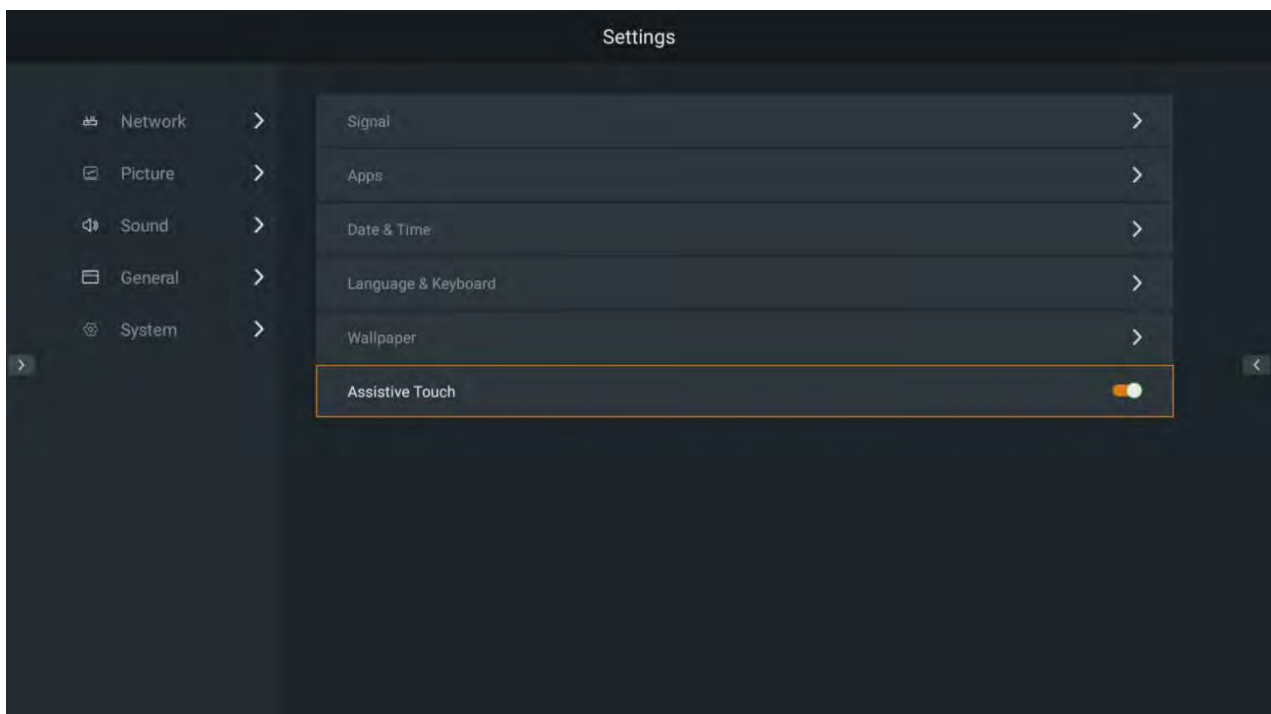 Settings
Network
Picture
Sound
General
System
Signal
Apps
Date & Time
Language & Keyboard
Wallpaper
Assistive Touch